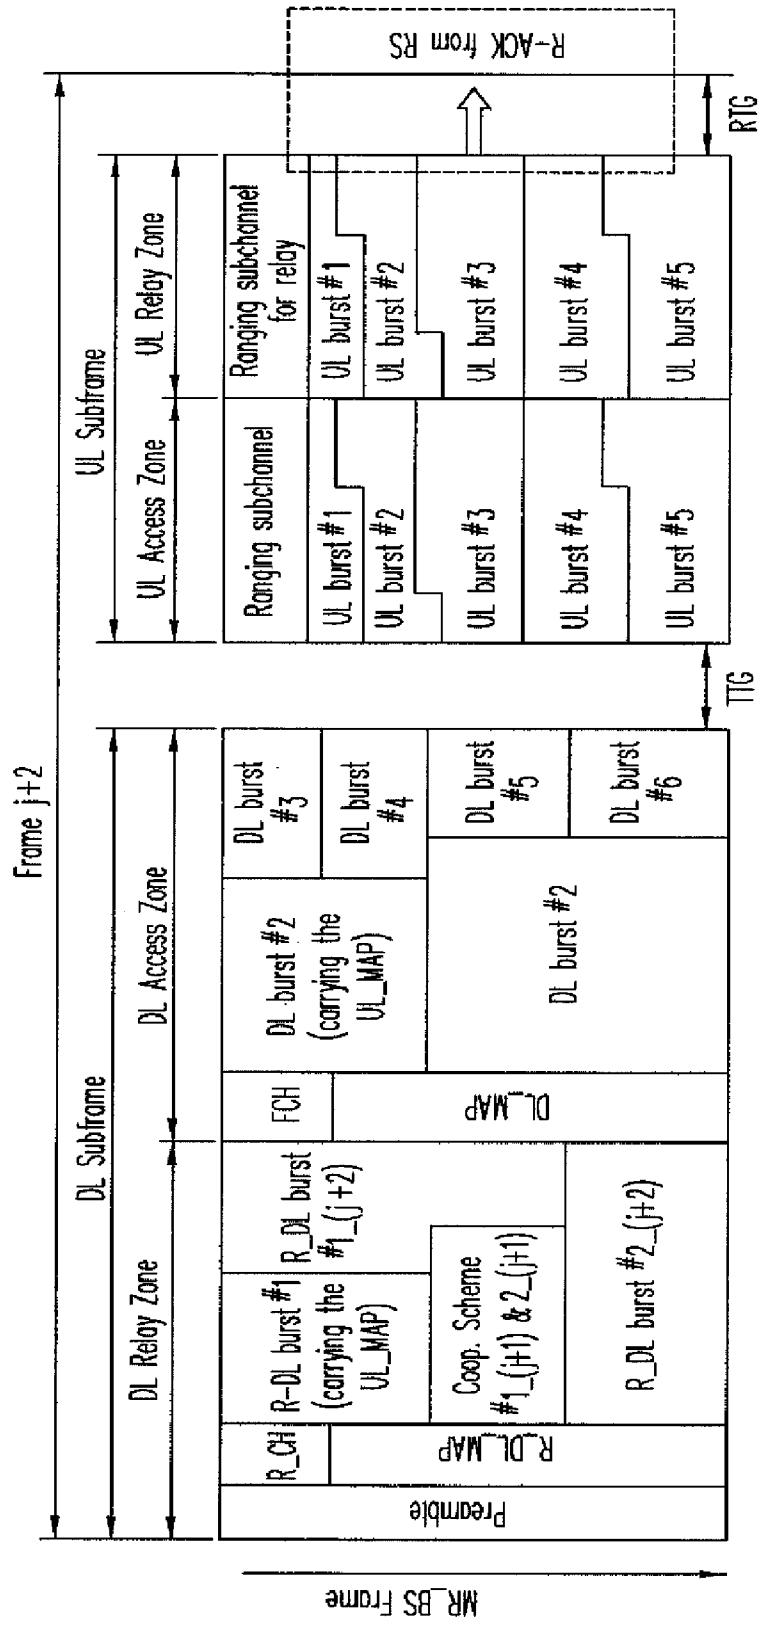 Frame j+2
DL Subframe
UL Subframe
DL Relay Zone
DL Access Zone
UL Access Zone
UL Relay Zone
MR_BS Frame
Preamble
R_CH
R_DL_MAP
R-DL burst #1
(carrying the
UL_MAP)
R_DL burst
#1_(j+2)
Coop. Scheme
#1_(j+1) & 2_(j+1)
R_DL burst #2_(j+2)
FCH
DL_MAP
DL burst #2
(carrying the
UL_MAP)
DL burst #2
DL burst
#3
DL burst
#4
DL burst
#5
DL burst
#6
TTG
Ranging subchannel
UL burst #1
UL burst #2
UL burst #3
UL burst #4
UL burst #5
Ranging subchannel
for relay
UL burst #1
UL burst #2
UL burst #3
UL burst #4
UL burst #5
RTG
R-ACK from RS